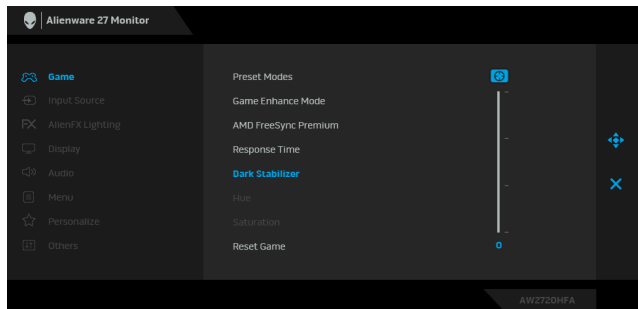 Alienware 27 Monitor
Game
Input Source
AlienFX Lighting
Display
Audio
Menu
Personalize
Others
Preset Modes
Game Enhance Mode
AMD FreeSync Premium
Response Time
Dark Stabilizer
Hue
Saturation
Reset Game
0
AW2720HFA